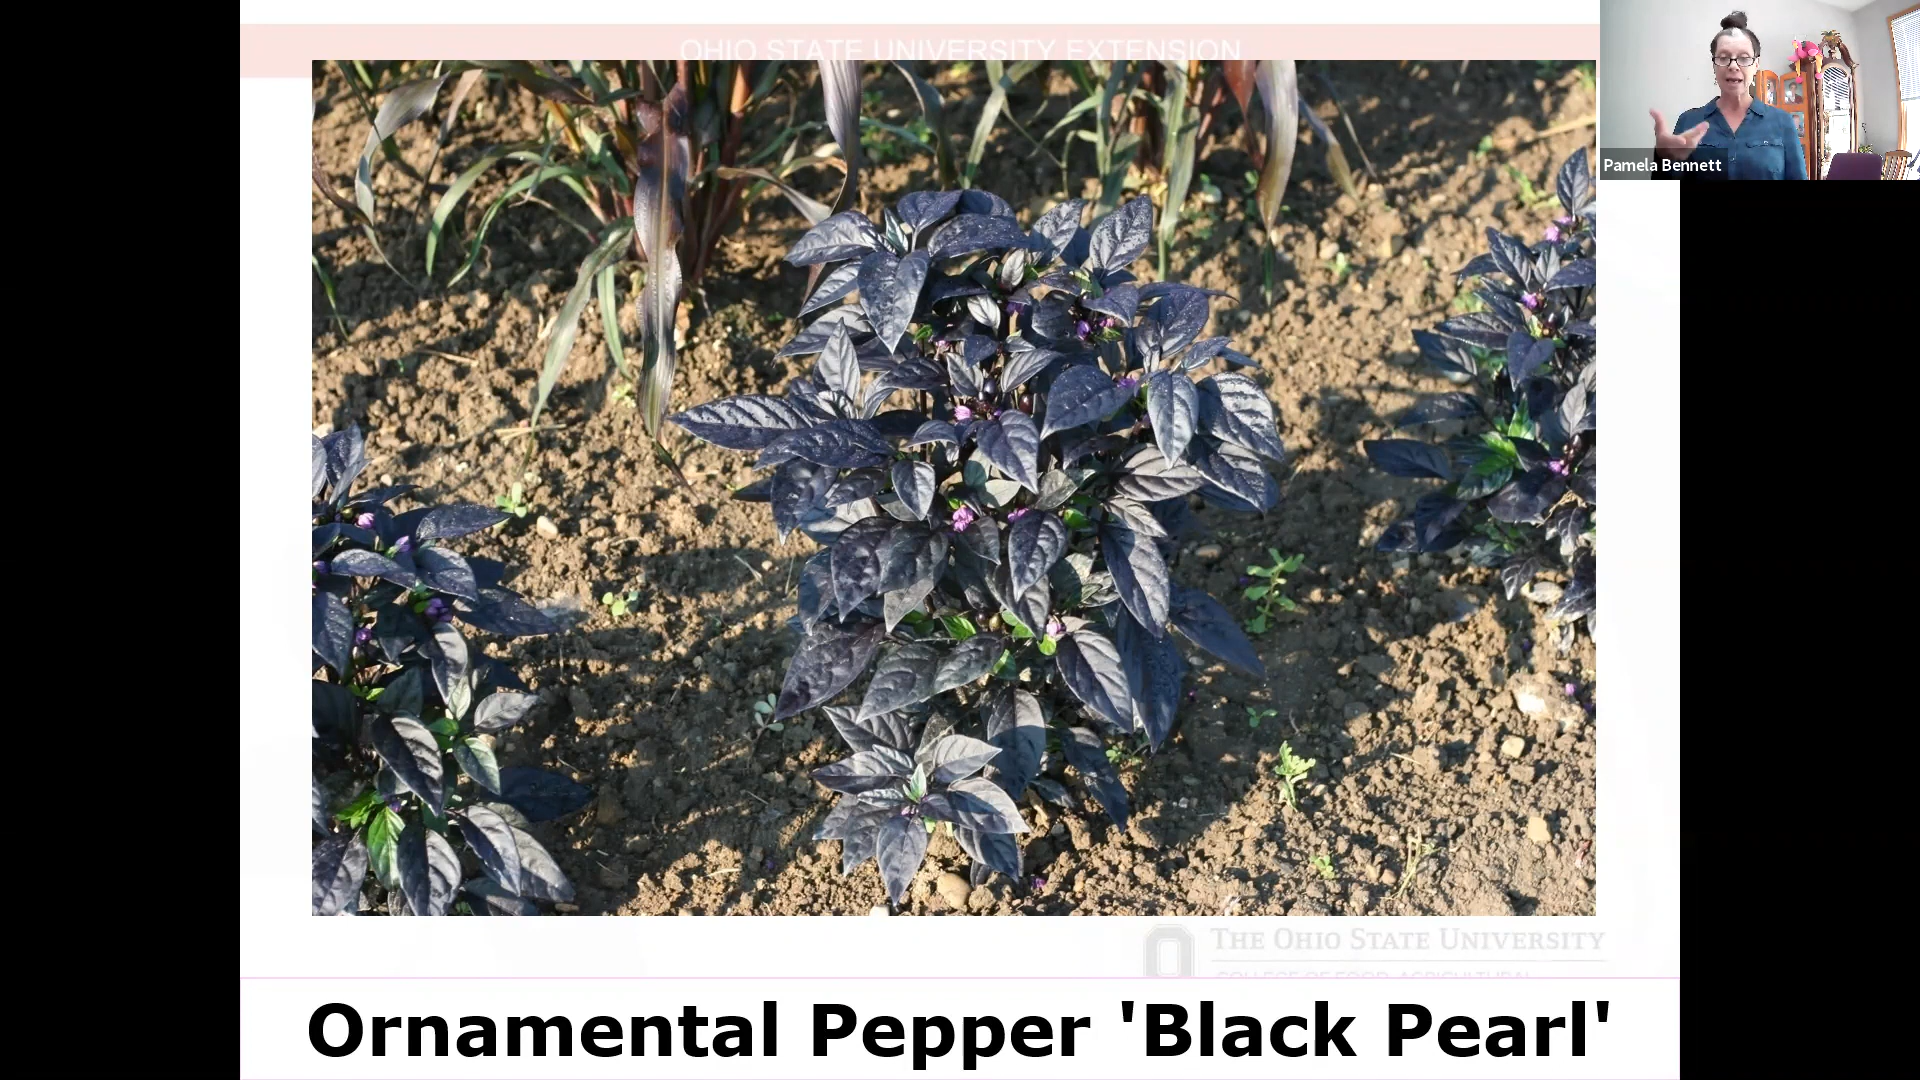 OHIO STATE UNIVERSITY EXTENSION
Pamela Bennett
THE OHIO STATE UNIVERSITY
COLLEGE OF FOOD, AGRICULTURAL
Ornamental Pepper 'Black Pearl'